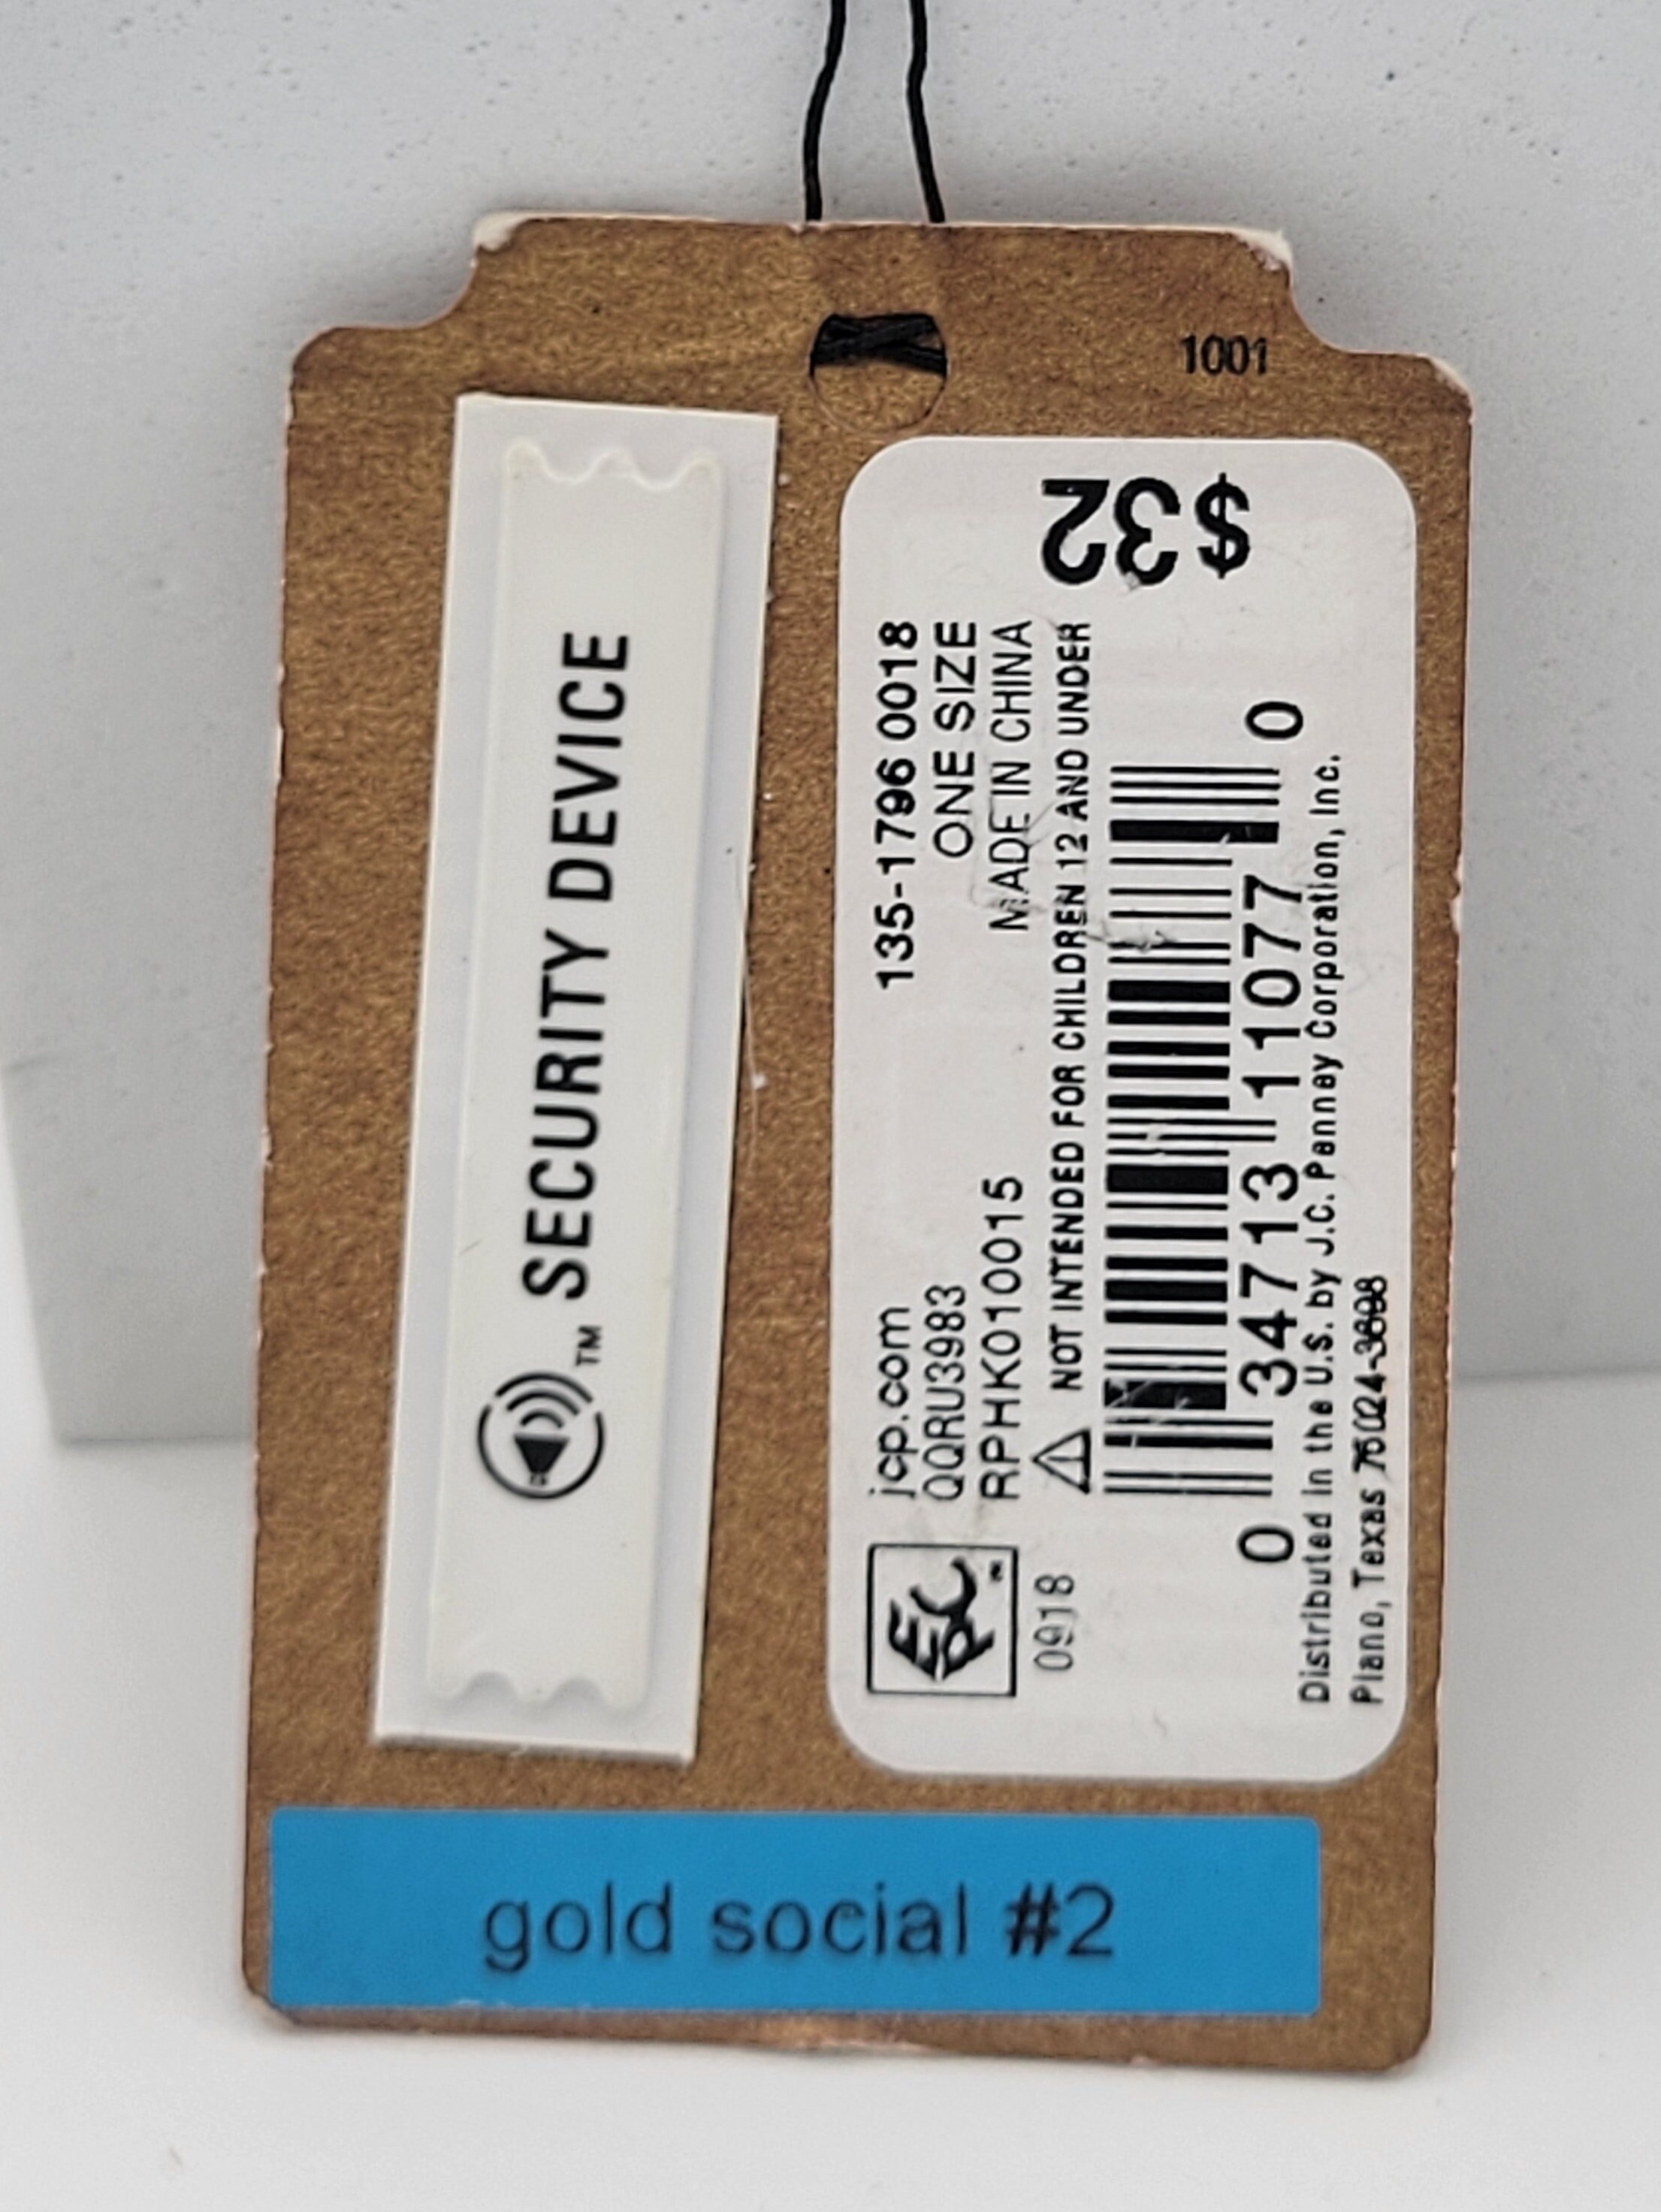 1001
SECURITY DEVICE
TM
$32
135-1796 0018
ONE SIZE
MADE IN CHINA
jcp.com
QQRU3983
RPHK010015
NOT INTENDED FOR CHILDREN 12 AND UNDER
EPC
0918
0 34713 11077 0
Distributed in the U.S. by J.C. Penney Corporation, Inc.
Plano, Texas
gold social #2